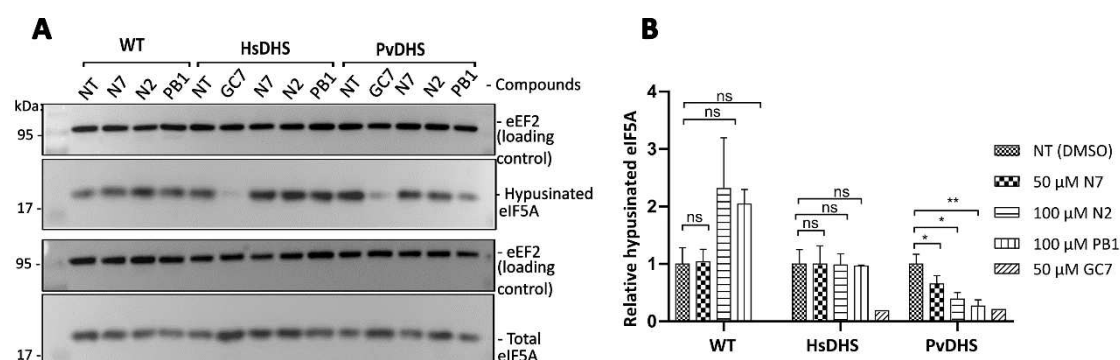 A
WT HsDHS PvDHS
NT N7 N2 PB1 NT GC7 N7 N2 PB1 NT GC7 N7 N2 PB1 - Compounds
kDa:
95 - - eEF2
(loading
control)
- Hypusinated
17 - eIF5A
95 - - eEF2
(loading
control)
- Total
17 - eIF5A
B
Relative hypusinated eIF5A
4
3
2
1
0
ns
ns
ns
ns
ns
ns
**
*
*
WT HsDHS PvDHS
NT (DMSO)
50 µM N7
100 µM N2
100 µM PB1
50 µM GC7